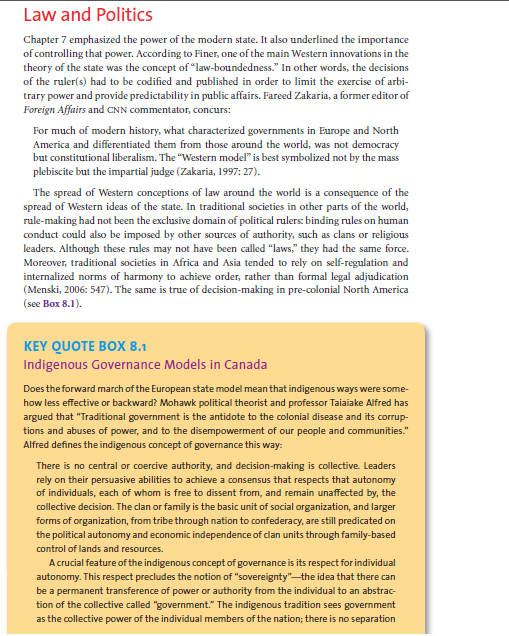 Law and Politics
Chapter 7 emphasized the power of the modern state. It also underlined the importance
of controlling that power. According to Finer, one of the main Western innovations in the
theory of the state was the concept of “law-boundedness.” In other words, the decisions
of the ruler(s) had to be codified and published in order to limit the exercise of arbi-
trary power and provide predictability in public affairs. Fareed Zakaria, a former editor of
Foreign Affairs and CNN commentator, concurs:
For much of modern history, what characterized governments in Europe and North
America and differentiated them from those around the world, was not democracy
but constitutional liberalism. The “Western model” is best symbolized not by the mass
plebiscite but the impartial judge (Zakaria, 1997: 27).
The spread of Western conceptions of law around the world is a consequence of the
spread of Western ideas of the state. In traditional societies in other parts of the world,
rule-making had not been the exclusive domain of political rulers: binding rules on human
conduct could also be imposed by other sources of authority, such as clans or religious
leaders. Although these rules may not have been called “laws,” they had the same force.
Moreover, traditional societies in Africa and Asia tended to rely on self-regulation and
internalized norms of harmony to achieve order, rather than formal legal adjudication
(Menski, 2006: 547). The same is true of decision-making in pre-colonial North America
(see Box 8.1).
KEY QUOTE BOX 8.1
Indigenous Governance Models in Canada
Does the forward march of the European state model mean that indigenous ways were some-
how less effective or backward? Mohawk political theorist and professor Taiaiake Alfred has
argued that “Traditional government is the antidote to the colonial disease and its corrup-
tions and abuses of power, and to the disempowerment of our people and communities.”
Alfred defines the indigenous concept of governance this way:
There is no central or coercive authority, and decision-making is collective. Leaders
rely on their persuasive abilities to achieve a consensus that respects that autonomy
of individuals, each of whom is free to dissent from, and remain unaffected by, the
collective decision. The clan or family is the basic unit of social organization, and larger
forms of organization, from tribe through nation to confederacy, are still predicated on
the political autonomy and economic independence of clan units through family-based
control of lands and resources.
A crucial feature of the indigenous concept of governance is its respect for individual
autonomy. This respect precludes the notion of “sovereignty”—the idea that there can
be a permanent transference of power or authority from the individual to an abstrac-
tion of the collective called “government.” The indigenous tradition sees government
as the collective power of the individual members of the nation; there is no separation